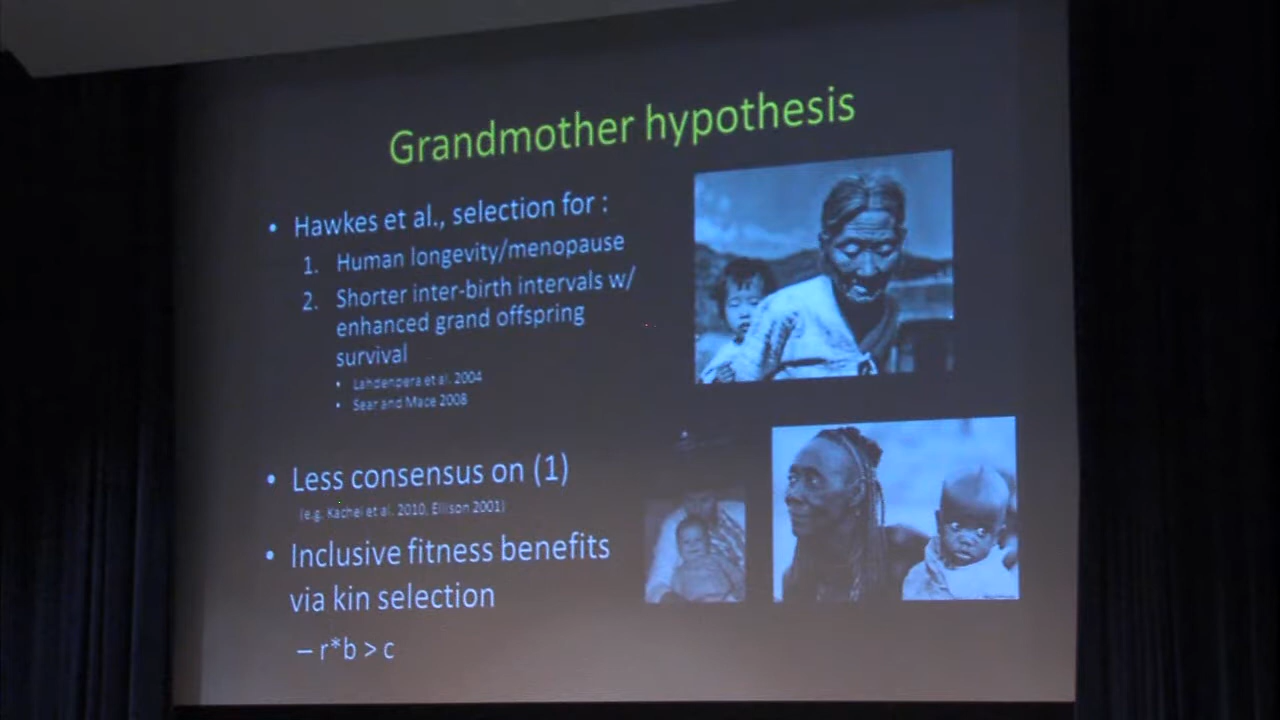 Grandmother hypothesis
• Hawkes et al., selection for :
1. Human longevity/menopause
2. Shorter inter-birth intervals w/
enhanced grand offspring
survival
• Lahdenpera et al. 2004
• Sear and Mace 2008
• Less consensus on (1)
(e.g. Kachel et al. 2010, Ellison 2001)
• Inclusive fitness benefits
via kin selection
– r*b > c